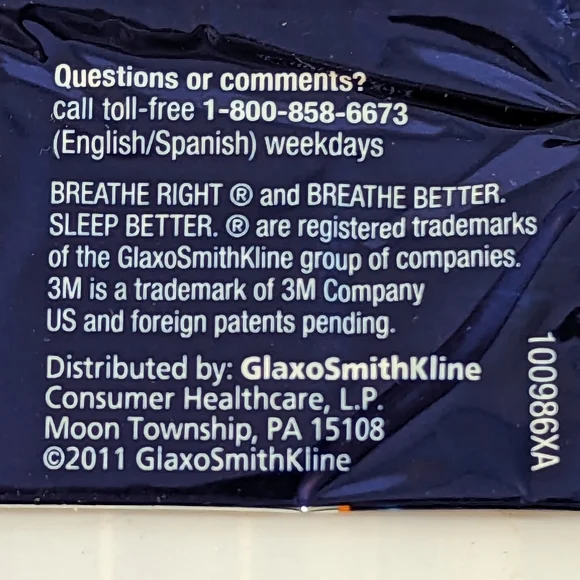 Questions or comments?
call toll-free 1-800-858-6673
(English/Spanish) weekdays
BREATHE RIGHT ® and BREATHE BETTER.
SLEEP BETTER. ® are registered trademarks
of the GlaxoSmithKline group of companies.
3M is a trademark of 3M Company
US and foreign patents pending.
Distributed by: GlaxoSmithKline
Consumer Healthcare, L.P.
Moon Township, PA 15108
©2011 GlaxoSmithKline
100986XA